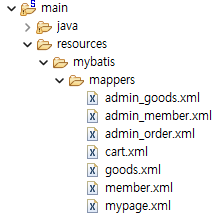 main
java
resources
mybatis
mappers
admin_goods.xml
admin_member.xml
admin_order.xml
cart.xml
goods.xml
member.xml
mypage.xml